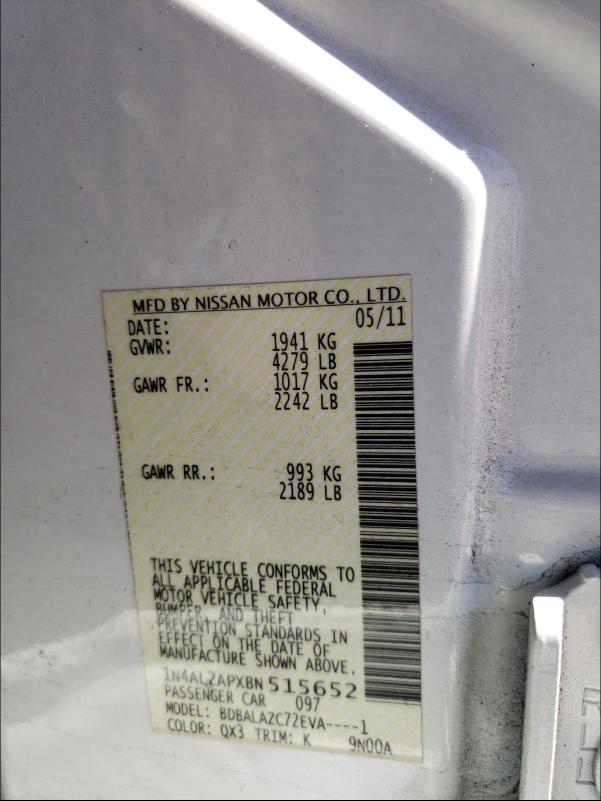 MFD BY NISSAN MOTOR CO., LTD.
DATE: 05/11
GVWR: 1941 KG
4279 LB
GAWR FR.: 1017 KG
2242 LB
GAWR RR.: 993 KG
2189 LB
THIS VEHICLE CONFORMS TO
ALL APPLICABLE FEDERAL
MOTOR VEHICLE SAFETY,
BUMPER, AND THEFT
PREVENTION STANDARDS IN
EFFECT ON THE DATE OF
MANUFACTURE SHOWN ABOVE.
1N4AL2APXBN 515652
PASSENGER CAR 097
MODEL: BDBALAZC72EVA----1
COLOR: QX3 TRIM: K 9N00A